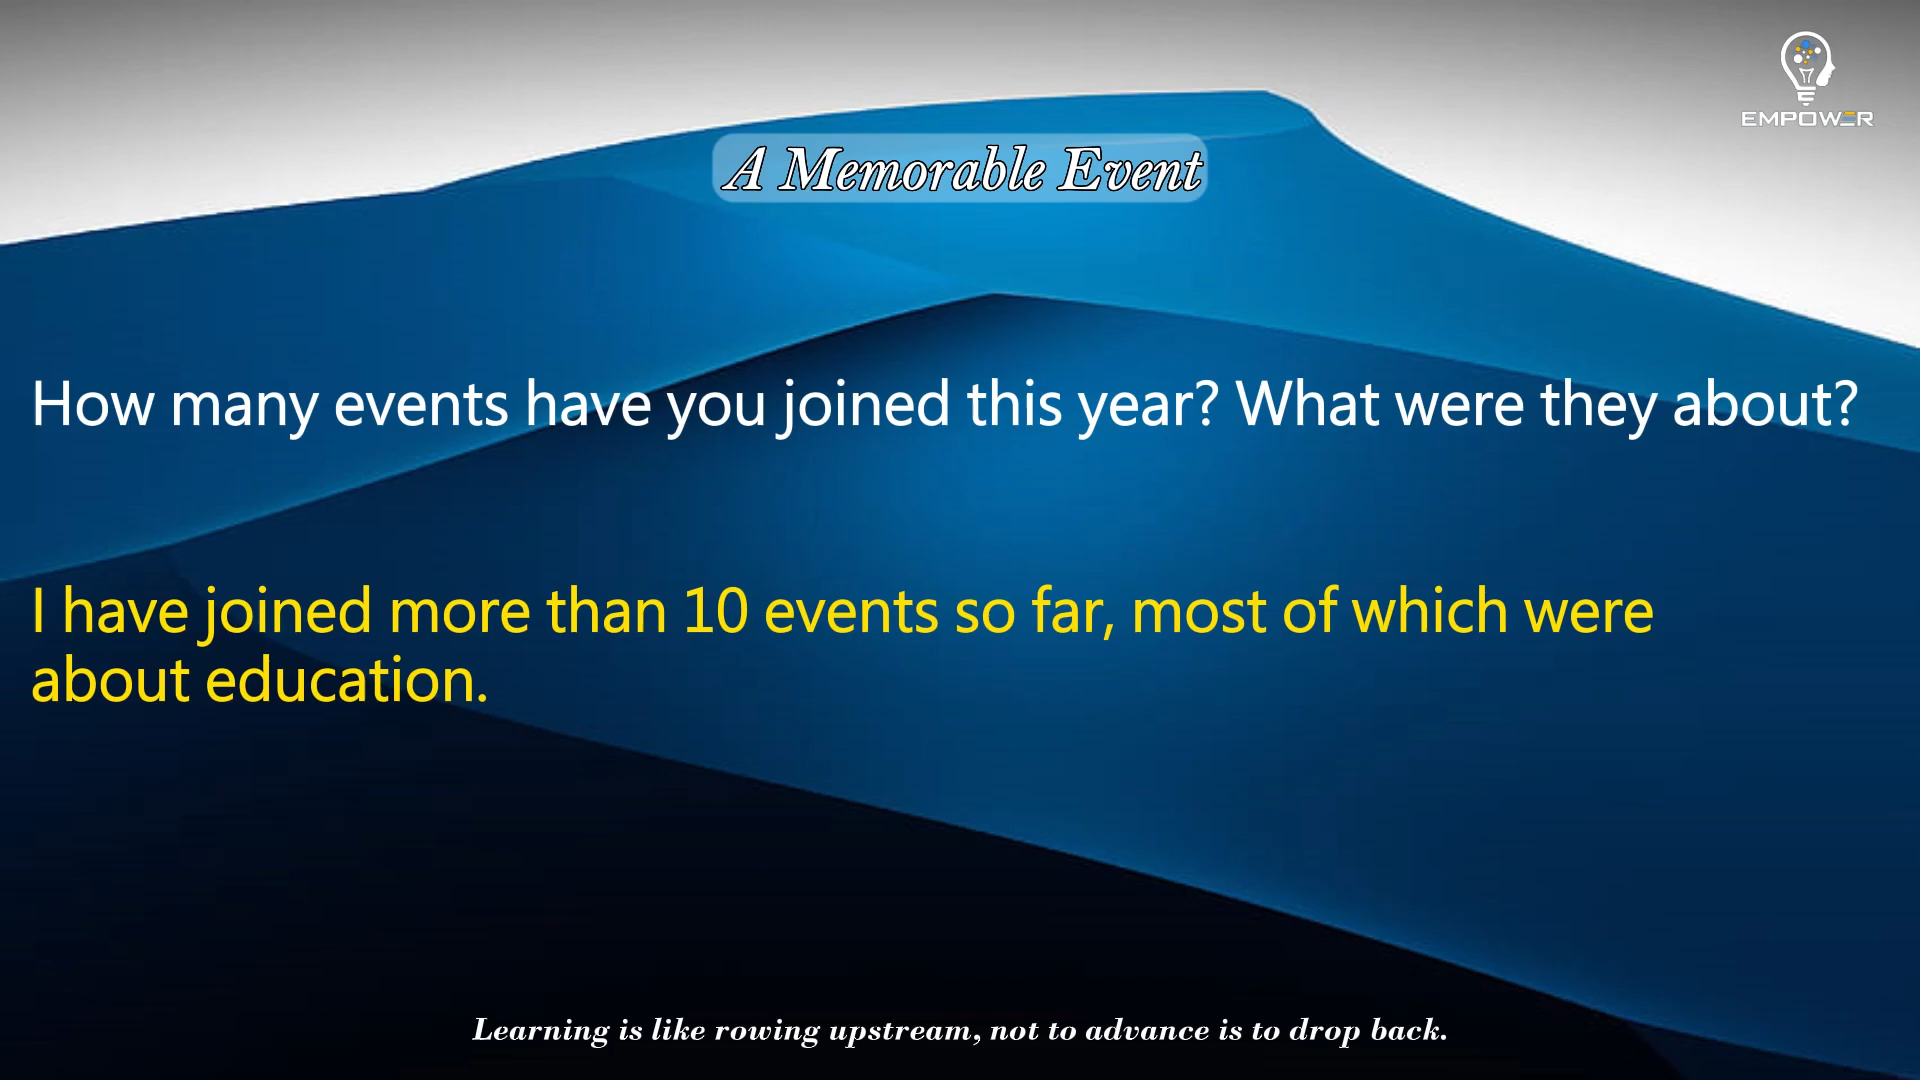 EMPOWER
A Memorable Event
How many events have you joined this year? What were they about?
I have joined more than 10 events so far, most of which were
about education.
Learning is like rowing upstream, not to advance is to drop back.